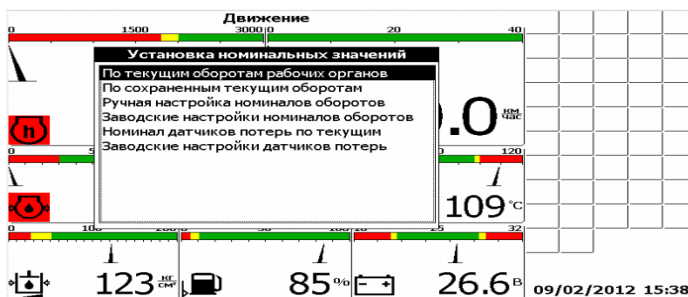 Движение
0 1500 3000 0 20 40
Установка номинальных значений
По текущим оборотам рабочих органов
По сохраненным текущим оборотам
Ручная настройка номиналов оборотов
Заводские настройки номиналов оборотов
Номинал датчиков потерь по текущим
Заводские настройки датчиков потерь
.0 км час
n
0 120
109 °C
0 32
123 кг см²
85 %
26.6 В
09/02/2012 15:38